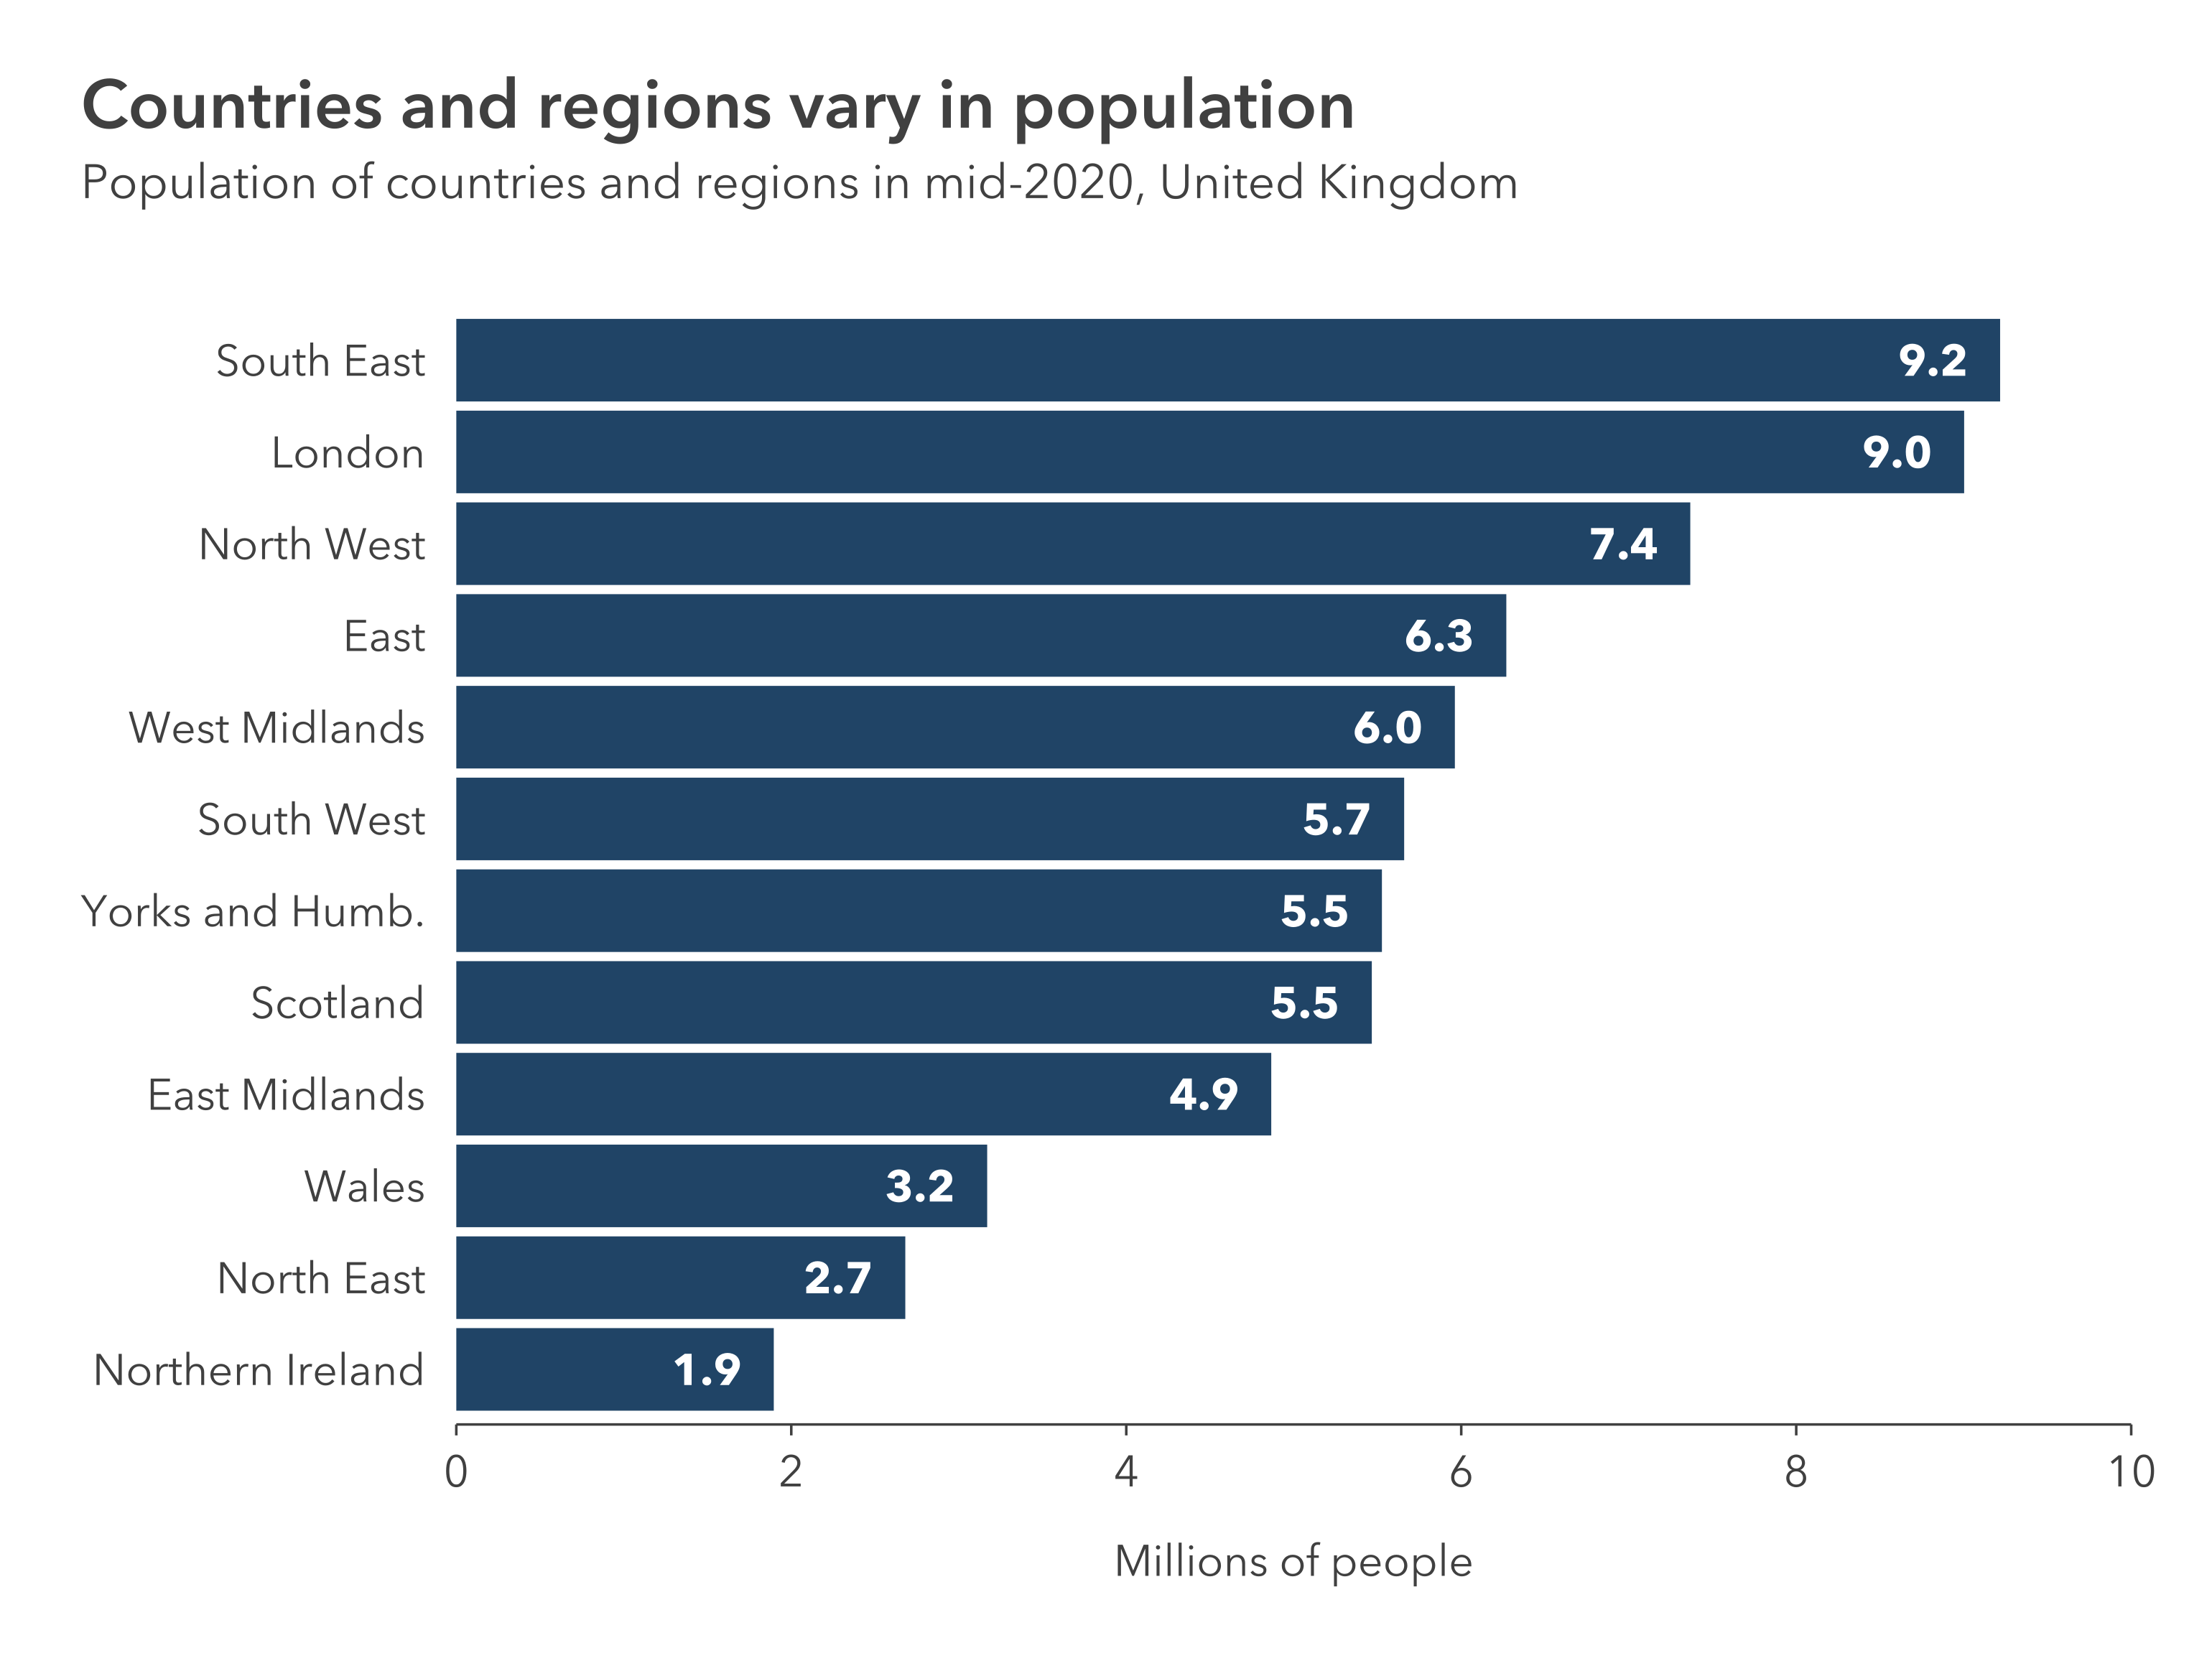 Countries and regions vary in population
Population of countries and regions in mid-2020, United Kingdom
South East 9.2
London 9.0
North West 7.4
East 6.3
West Midlands 6.0
South West 5.7
Yorks and Humb. 5.5
Scotland 5.5
East Midlands 4.9
Wales 3.2
North East 2.7
Northern Ireland 1.9
0 2 4 6 8 10
Millions of people